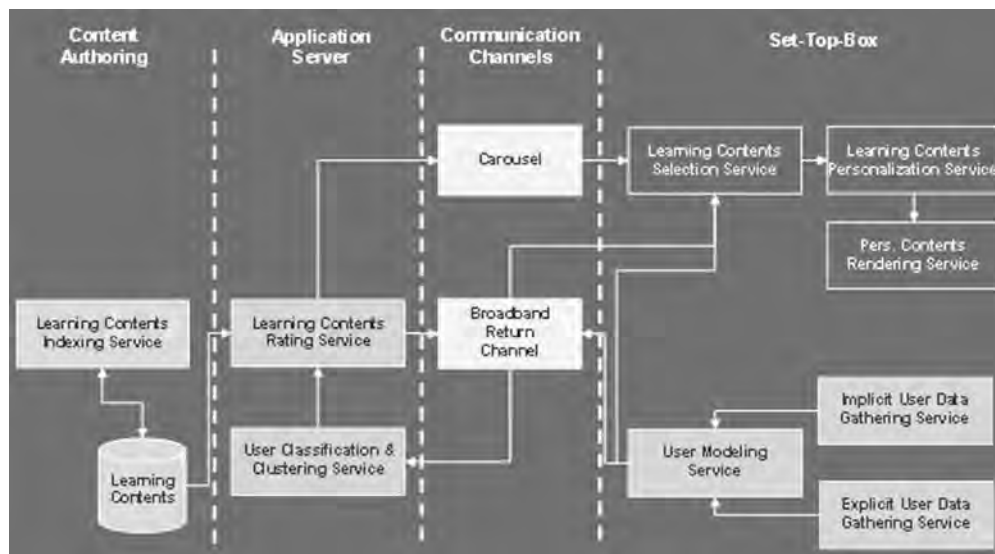 Content
Authoring
Application
Server
Communication
Channels
Set-Top-Box
Carousel
Learning Contents
Selection Service
Learning Contents
Personalization Service
Pers. Contents
Rendering Service
Learning Contents
Indexing Service
Learning Contents
Rating Service
Broadband
Return
Channel
Implicit User Data
Gathering Service
User Classification &
Clustering Service
User Modeling
Service
Learning
Contents
Explicit User Data
Gathering Service